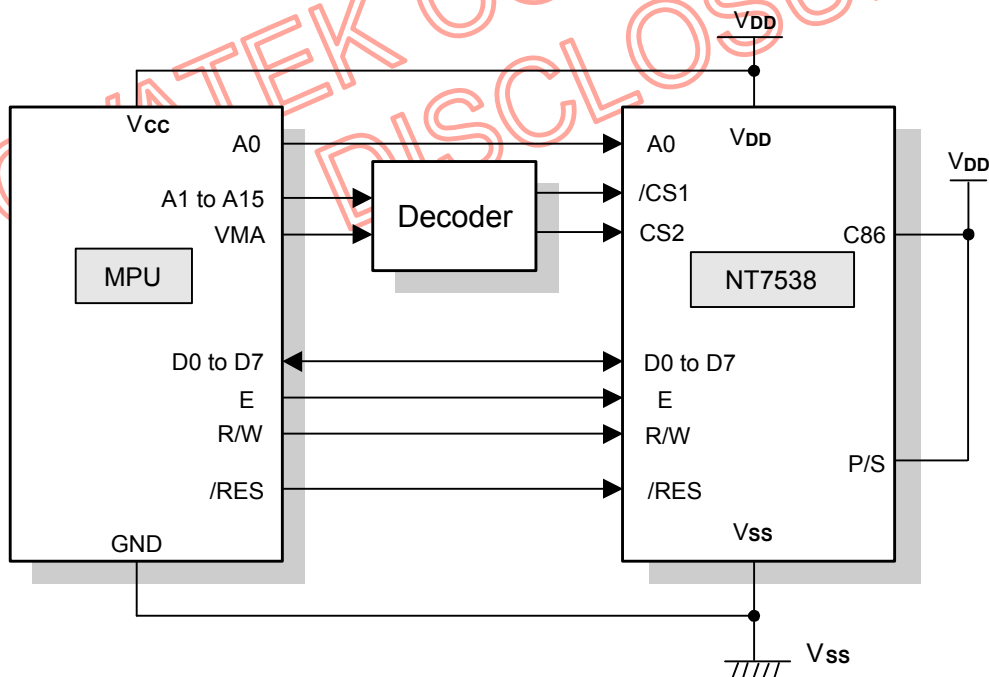 VDD
Vcc
A0
A1 to A15
VMA
MPU
D0 to D7
E
R/W
/RES
GND
Decoder
A0
VDD
/CS1
CS2
C86
VDD
NT7538
D0 to D7
E
R/W
P/S
/RES
Vss
Vss